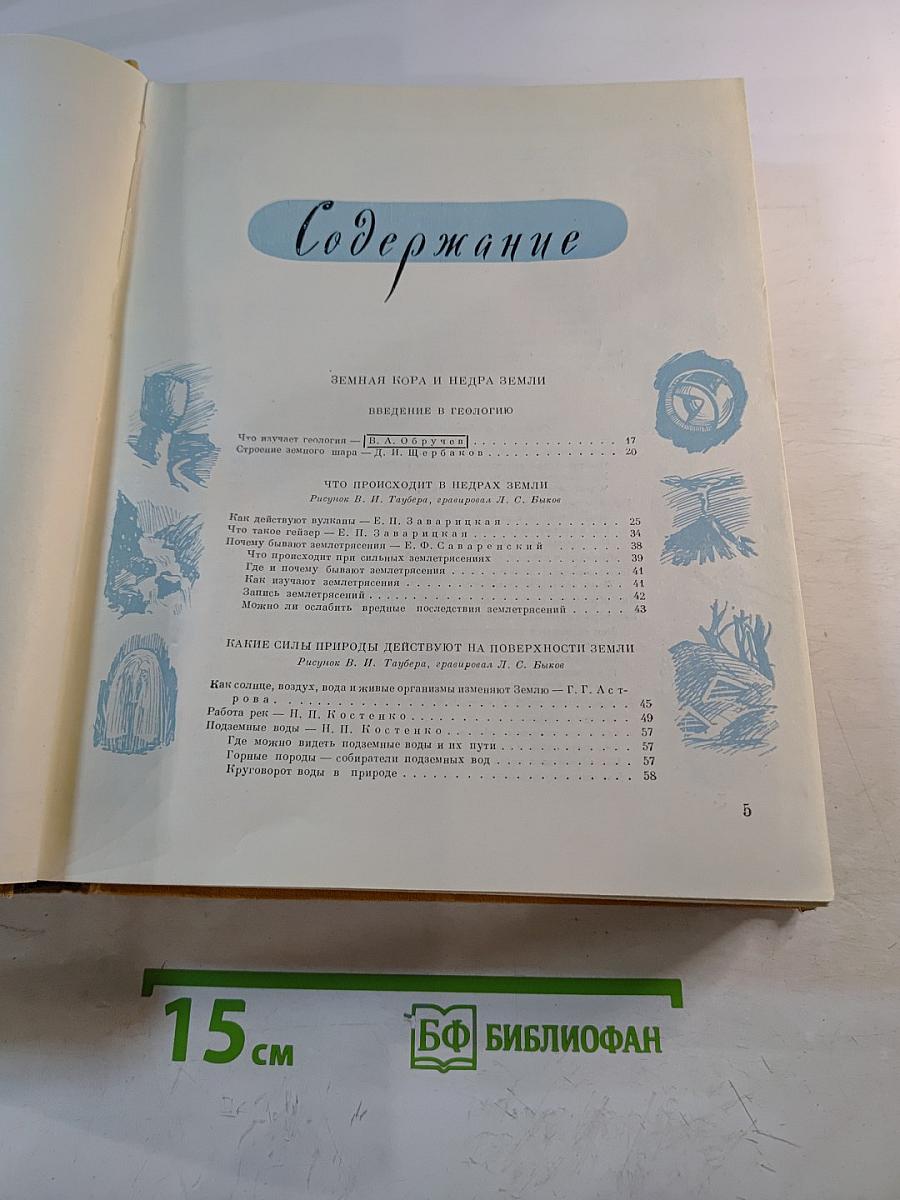 Содержание
ЗЕМНАЯ КОРА И НЕДРА ЗЕМЛИ
ВВЕДЕНИЕ В ГЕОЛОГИЮ
Что изучает геология — В. А. Обручев . . . . . . . . . . . . . 17
Строение земного шара — Д. И. Щербаков . . . . . . . . . . . . . 20
ЧТО ПРОИСХОДИТ В НЕДРАХ ЗЕМЛИ
Рисунок В. И. Таубера, гравировал Л. С. Быков
Как действуют вулканы — Е. П. Заварицкая . . . . . . . . . . . 25
Что такое гейзер — Е. П. Заварицкая . . . . . . . . . . . . . . 34
Почему бывают землетрясения — Е. Ф. Саваренский . . . . . . 38
Что происходит при сильных землетрясениях . . . . . . . . . . 39
Где и почему бывают землетрясения . . . . . . . . . . . . . . . 41
Как изучают землетрясения . . . . . . . . . . . . . . . . . . . 41
Запись землетрясений . . . . . . . . . . . . . . . . . . . . . . 42
Можно ли ослабить вредные последствия землетрясений . . . . . 43
КАКИЕ СИЛЫ ПРИРОДЫ ДЕЙСТВУЮТ НА ПОВЕРХНОСТИ ЗЕМЛИ
Рисунок В. И. Таубера, гравировал Л. С. Быков
Как солнце, воздух, вода и живые организмы изменяют Землю — Г. Г. Аст-
рова . . . . . . . . . . . . . . . . . . . . . . . . . . . . . . 45
Работа рек — Н. П. Костенко . . . . . . . . . . . . . . . . . . 49
Подземные воды — Н. П. Костенко . . . . . . . . . . . . . . . 57
Где можно видеть подземные воды и их пути . . . . . . . . . . . 57
Горные породы — собиратели подземных вод . . . . . . . . . . . 57
Круговорот воды в природе . . . . . . . . . . . . . . . . . . . 58
5
15 см
БФ БИБЛИОФАН